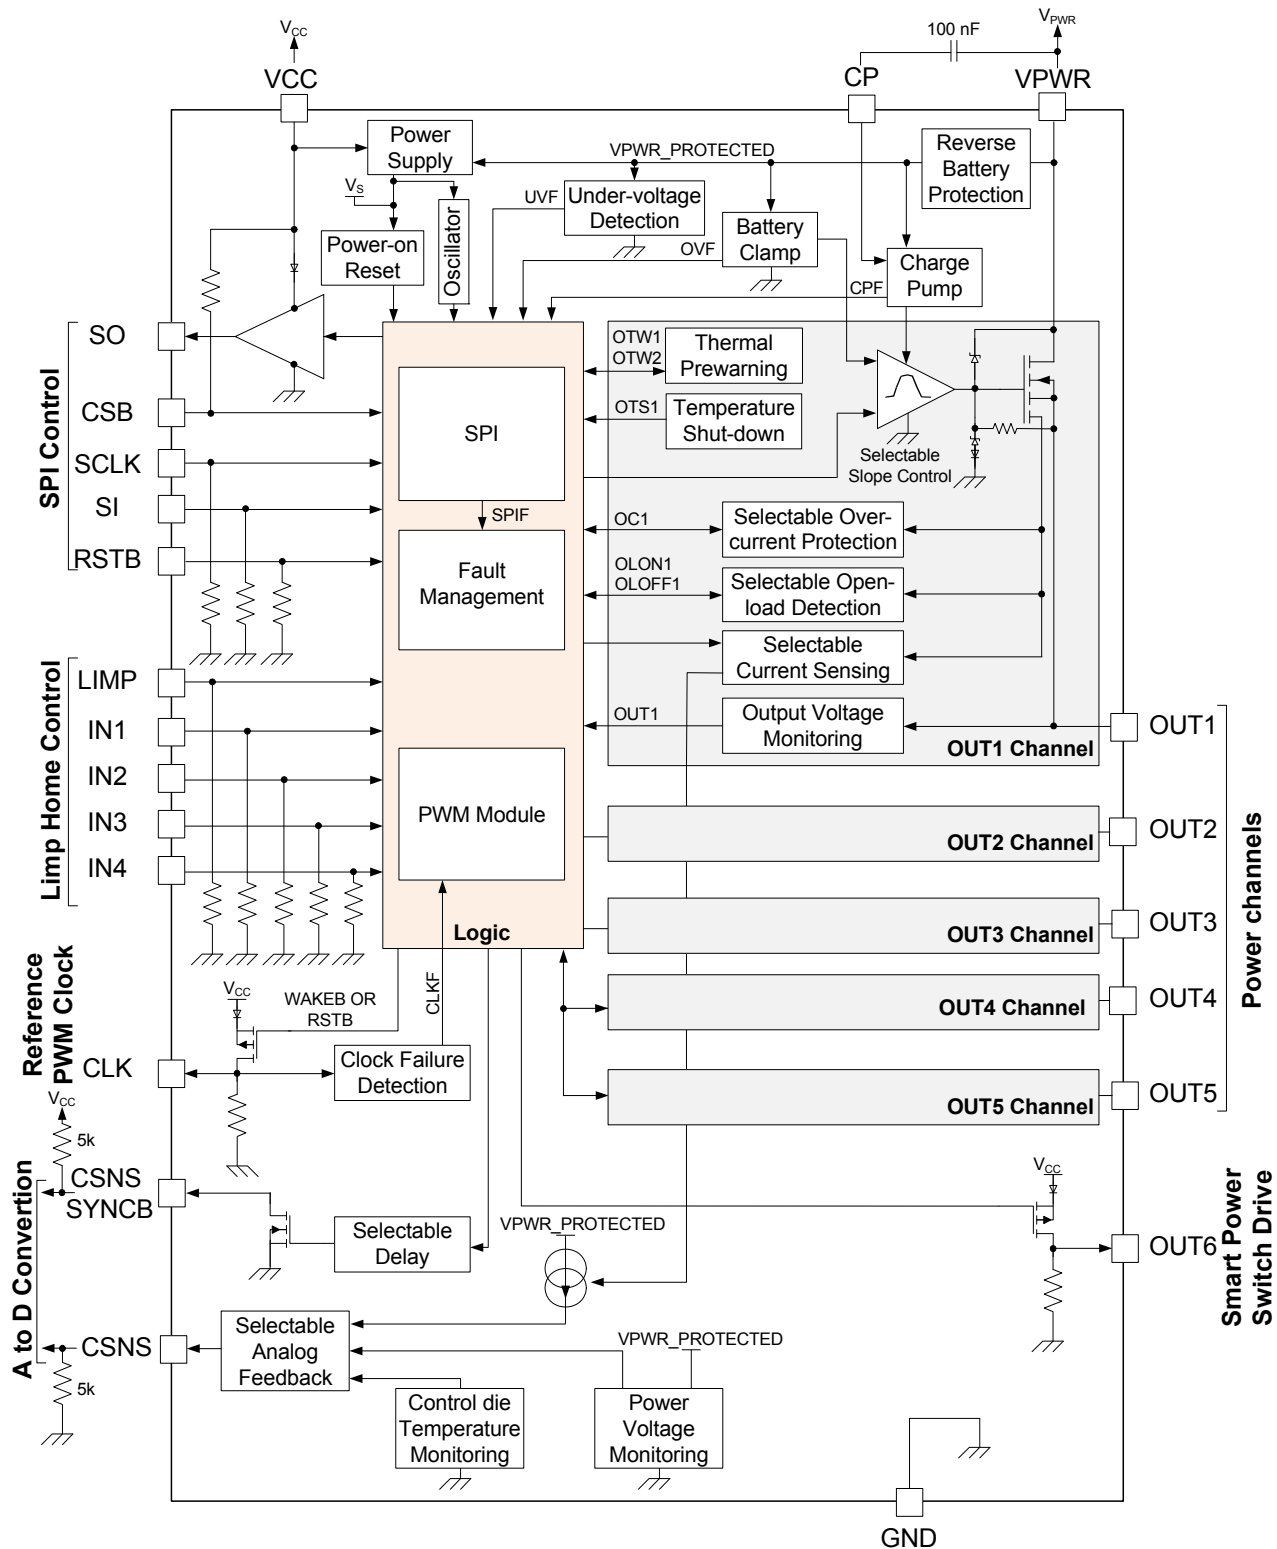 VCC
100 nF
VPWR
VCC
CP
VPWR
Power
Supply
VPWR_PROTECTED
Reverse
Battery
Protection
VS
UVF
Under-voltage
Detection
Oscillator
Power-on
Reset
OVF
Battery
Clamp
Charge
Pump
CPF
SPI Control
SO
CSB
SCLK
SI
RSTB
OTW1
OTW2
Thermal
Prewarning
OTS1
Temperature
Shut-down
SPI
Selectable
Slope Control
SPIF
OC1
Selectable Over-
current Protection
Fault
Management
OLON1
OLOFF1
Selectable Open-
load Detection
Selectable
Current Sensing
OUT1
Output Voltage
Monitoring
OUT1 Channel
Limp Home Control
LIMP
IN1
IN2
IN3
IN4
PWM Module
Logic
OUT2 Channel
OUT3 Channel
OUT4 Channel
OUT5 Channel
OUT1
OUT2
OUT3
OUT4
OUT5
Power channels
Reference
PWM Clock
VCC
WAKEB OR
RSTB
CLKF
CLK
Clock Failure
Detection
VCC
5k
A to D Convertion
CSNS
SYNCB
Selectable
Delay
VPWR_PROTECTED
VCC
OUT6
Smart Power
Switch Drive
CSNS
5k
Selectable
Analog
Feedback
VPWR_PROTECTED
Control die
Temperature
Monitoring
Power
Voltage
Monitoring
GND